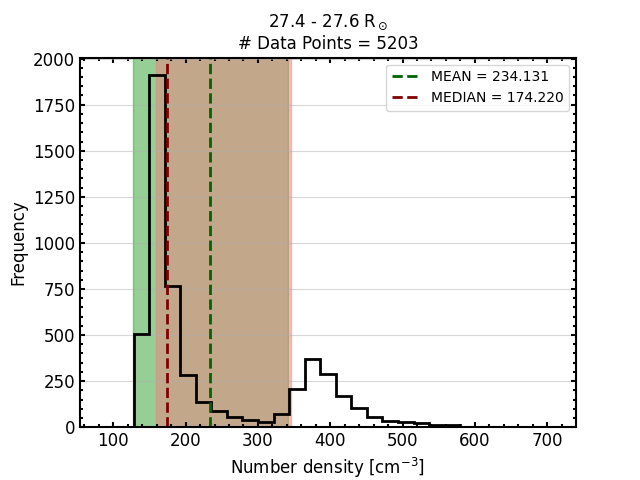 27.4 - 27.6 R⊙
# Data Points = 5203
MEAN = 234.131
MEDIAN = 174.220
2000
1750
1500
1250
1000
750
500
250
0
Frequency
100 200 300 400 500 600 700
Number density [cm⁻³]